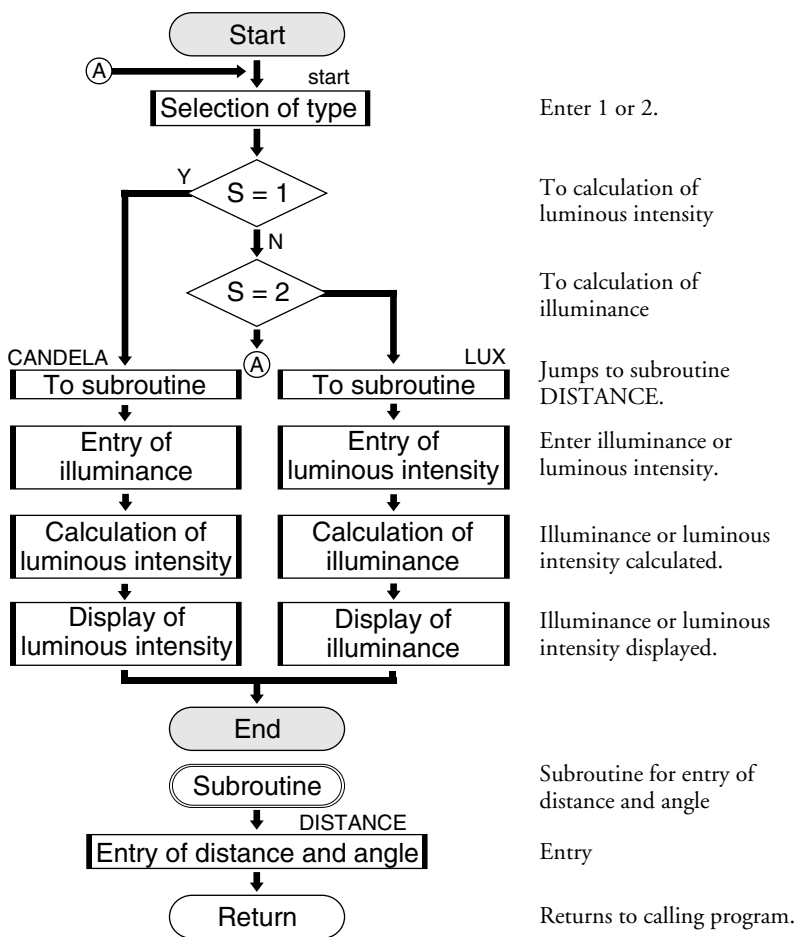 Start
A
start
Selection of type
Enter 1 or 2.
Y
S = 1
To calculation of
luminous intensity
N
S = 2
To calculation of
illuminance
CANDELA
A
LUX
To subroutine
To subroutine
Jumps to subroutine
DISTANCE.
Entry of
illuminance
Entry of
luminous intensity
Enter illuminance or
luminous intensity.
Calculation of
luminous intensity
Calculation of
illuminance
Illuminance or luminous
intensity calculated.
Display of
luminous intensity
Display of
illuminance
Illuminance or luminous
intensity displayed.
End
Subroutine
Subroutine for entry of
distance and angle
DISTANCE
Entry of distance and angle
Entry
Return
Returns to calling program.